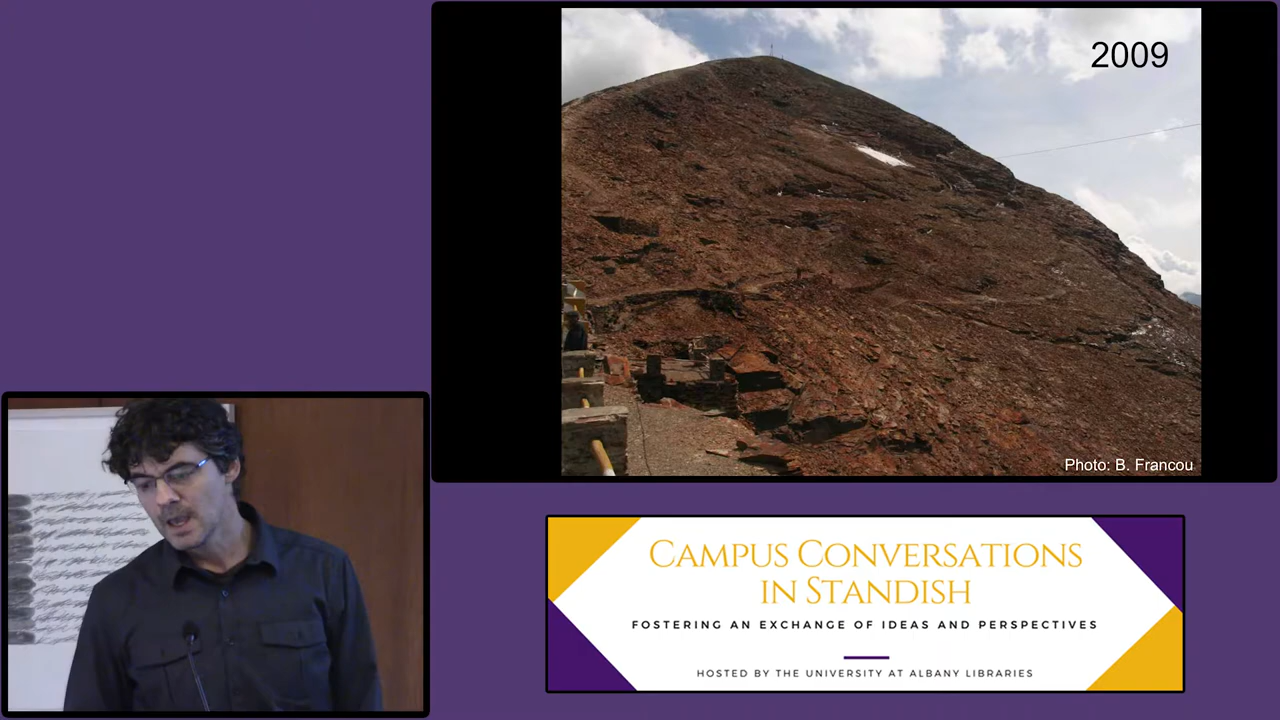 2009
Photo: B. Francou
CAMPUS CONVERSATIONS
IN STANDISH
FOSTERING AN EXCHANGE OF IDEAS AND PERSPECTIVES
HOSTED BY THE UNIVERSITY AT ALBANY LIBRARIES